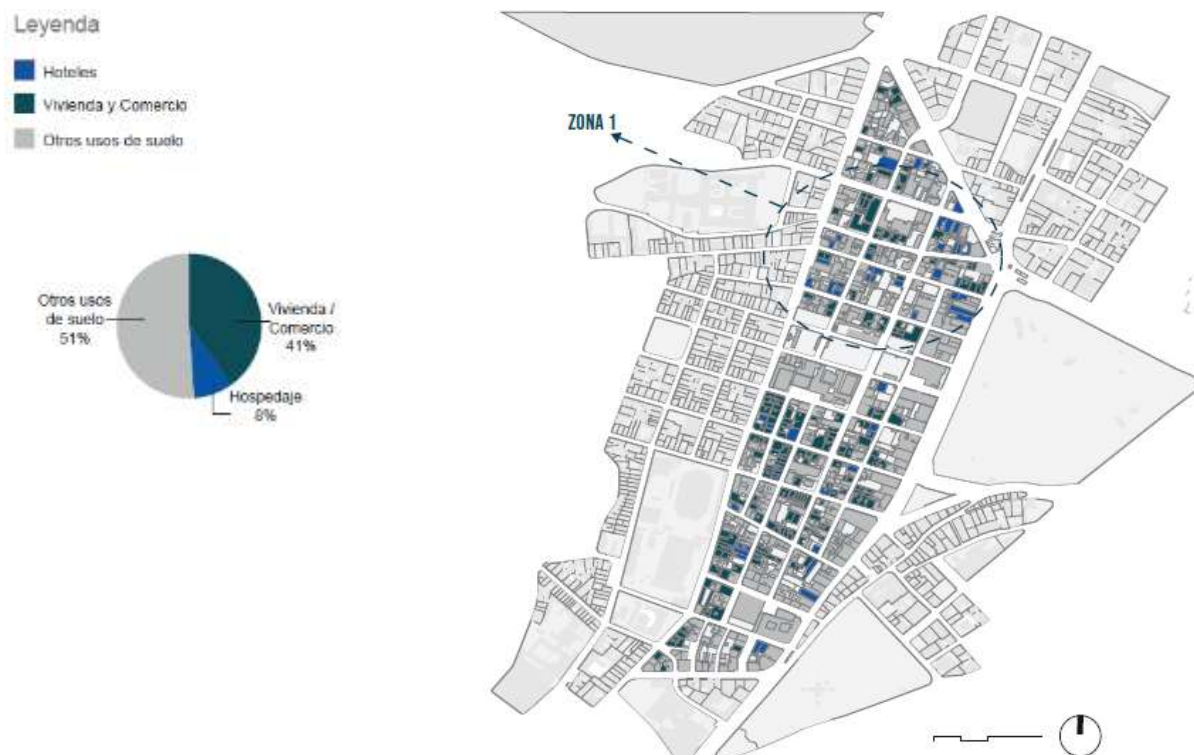 Leyenda
Hoteles
Vivienda y Comercio
Otros usos de suelo
ZONA 1
Otros usos
de suelo
51%
Vivienda /
Comercio
41%
Hospedaje
8%